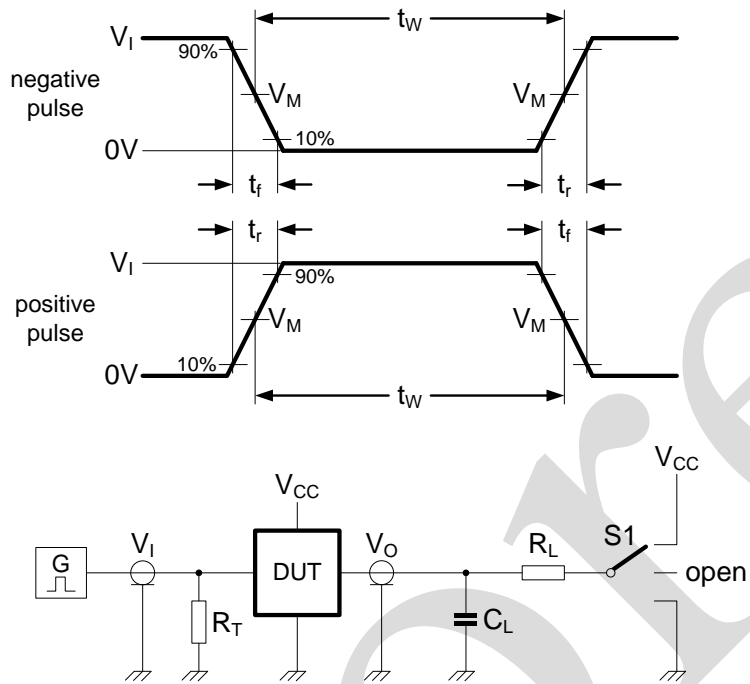 V_I
90%
t_W
negative
pulse
V_M
V_M
0V
10%
t_f
t_r
t_r
t_f
V_I
90%
positive
pulse
V_M
V_M
10%
0V
t_W
V_CC
V_CC
G
V_I
DUT
V_O
R_L
S1
open
R_T
C_L